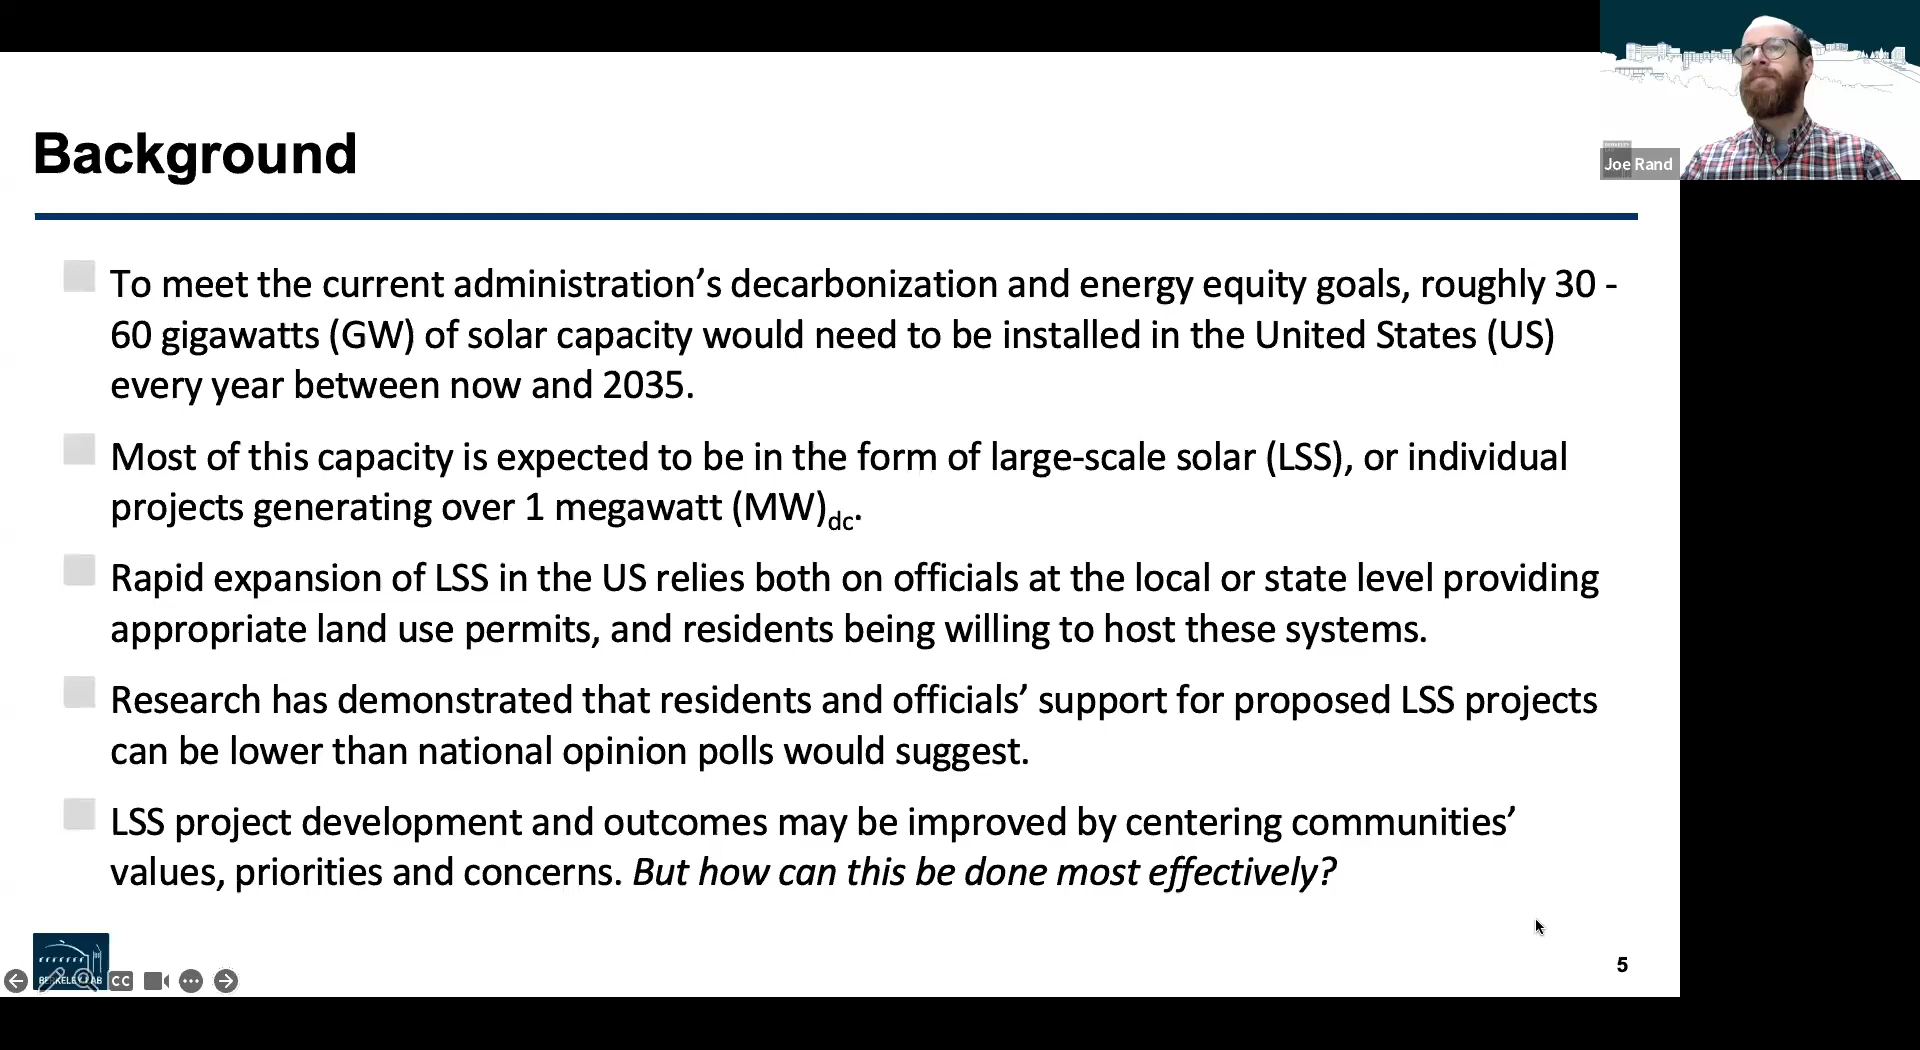 Background
To meet the current administration’s decarbonization and energy equity goals, roughly 30 -
60 gigawatts (GW) of solar capacity would need to be installed in the United States (US)
every year between now and 2035.
Most of this capacity is expected to be in the form of large-scale solar (LSS), or individual
projects generating over 1 megawatt (MW)dc.
Rapid expansion of LSS in the US relies both on officials at the local or state level providing
appropriate land use permits, and residents being willing to host these systems.
Research has demonstrated that residents and officials’ support for proposed LSS projects
can be lower than national opinion polls would suggest.
LSS project development and outcomes may be improved by centering communities’
values, priorities and concerns. But how can this be done most effectively?
BERKELEY LAB
CC
5
Joe Rand